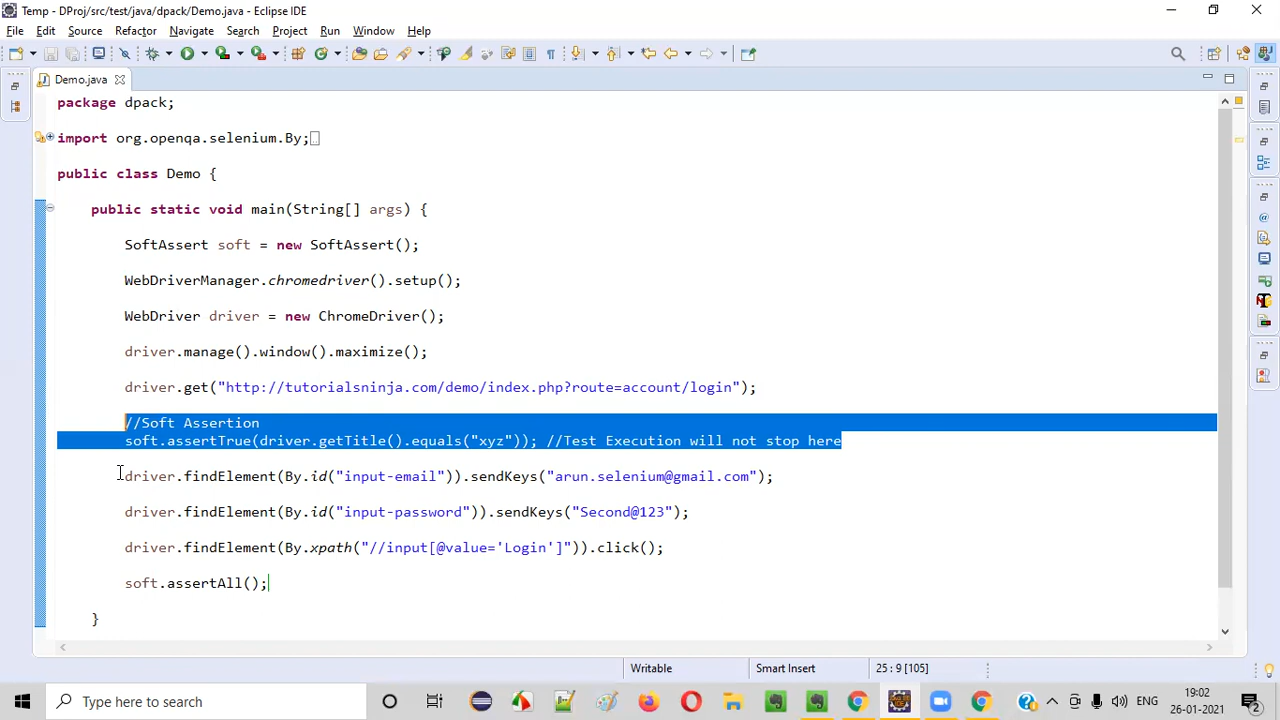 Temp - DProj/src/test/java/dpack/Demo.java - Eclipse IDE
File Edit Source Refactor Navigate Search Project Run Window Help
Demo.java
package dpack;
import org.openqa.selenium.By;
public class Demo {
public static void main(String[] args) {
SoftAssert soft = new SoftAssert();
WebDriverManager.chromedriver().setup();
WebDriver driver = new ChromeDriver();
driver.manage().window().maximize();
driver.get("http://tutorialsninja.com/demo/index.php?route=account/login");
//Soft Assertion
soft.assertTrue(driver.getTitle().equals("xyz")); //Test Execution will not stop here
driver.findElement(By.id("input-email")).sendKeys("arun.selenium@gmail.com");
driver.findElement(By.id("input-password")).sendKeys("Second@123");
driver.findElement(By.xpath("//input[@value='Login']")).click();
soft.assertAll();
}
Writable Smart Insert 25 : 9 [105]
Type here to search ENG 19:02
26-01-2021 2